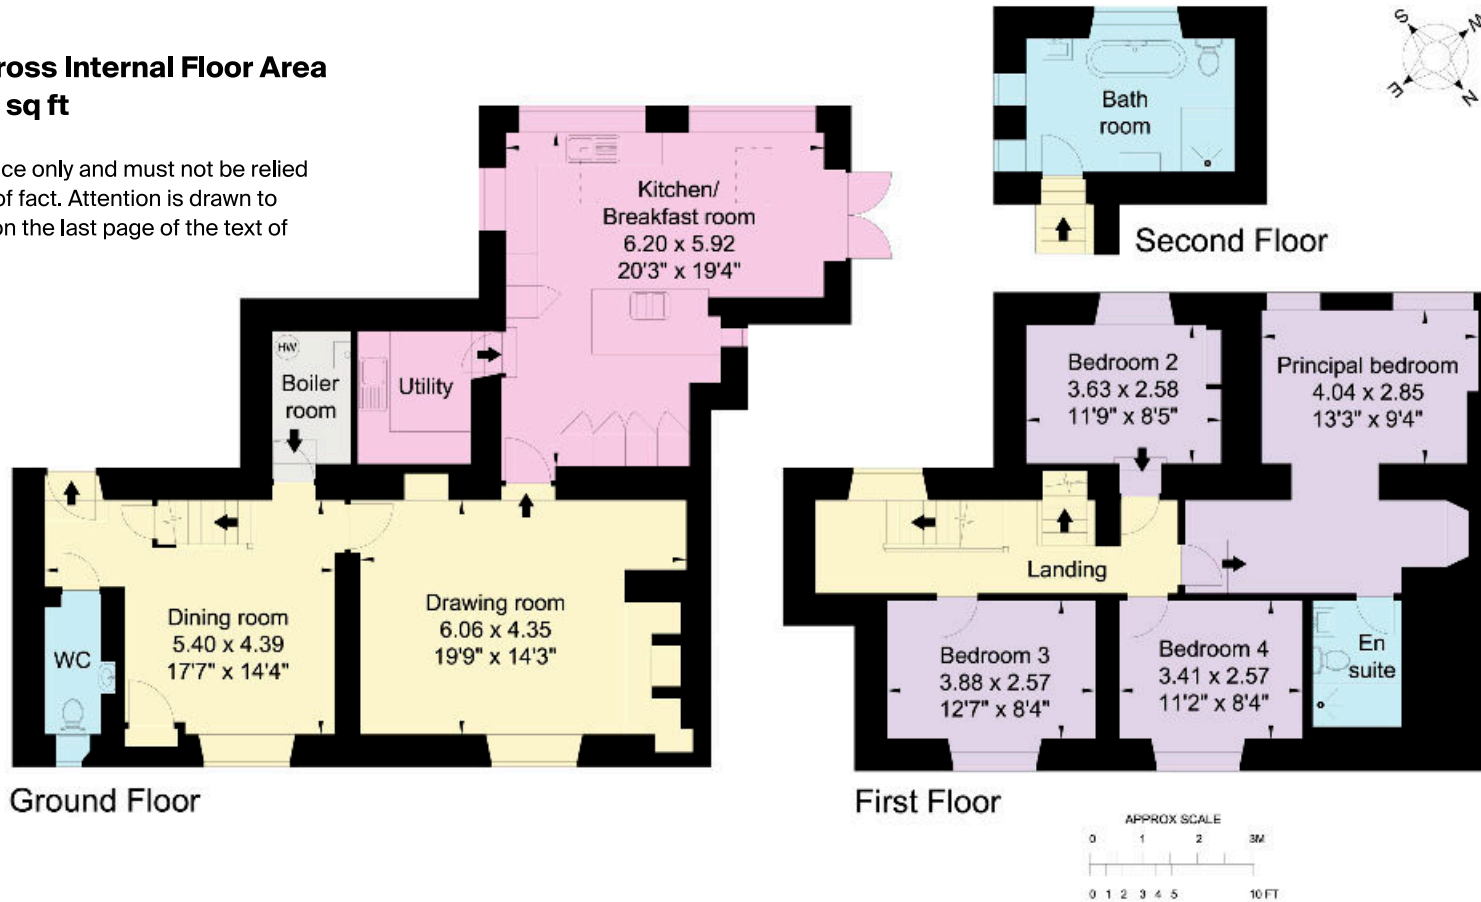 ross Internal Floor Area
sq ft
ce only and must not be relied
of fact. Attention is drawn to
on the last page of the text of
Kitchen/
Breakfast room
6.20 x 5.92
20'3" x 19'4"
HW
Boiler
room
Utility
Dining room
5.40 x 4.39
17'7" x 14'4"
Drawing room
6.06 x 4.35
19'9" x 14'3"
WC
Ground Floor
Bath
room
Second Floor
S
W
E
N
Bedroom 2
3.63 x 2.58
11'9" x 8'5"
Principal bedroom
4.04 x 2.85
13'3" x 9'4"
Landing
Bedroom 3
3.88 x 2.57
12'7" x 8'4"
Bedroom 4
3.41 x 2.57
11'2" x 8'4"
En
suite
First Floor
APPROX SCALE
0 1 2 3M
0 1 2 3 4 5 10 FT